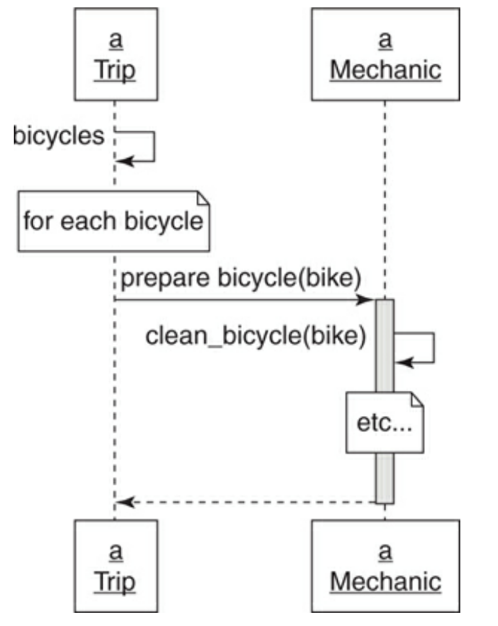 a
Trip
a
Mechanic
bicycles
for each bicycle
prepare bicycle(bike)
clean_bicycle(bike)
etc...
a
Trip
a
Mechanic